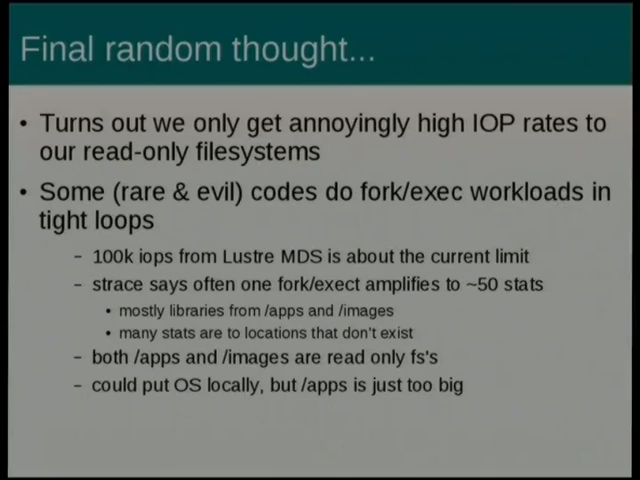 Final random thought...
• Turns out we only get annoyingly high IOP rates to
our read-only filesystems
• Some (rare & evil) codes do fork/exec workloads in
tight loops
– 100k iops from Lustre MDS is about the current limit
– strace says often one fork/exect amplifies to ~50 stats
• mostly libraries from /apps and /images
• many stats are to locations that don't exist
– both /apps and /images are read only fs's
– could put OS locally, but /apps is just too big